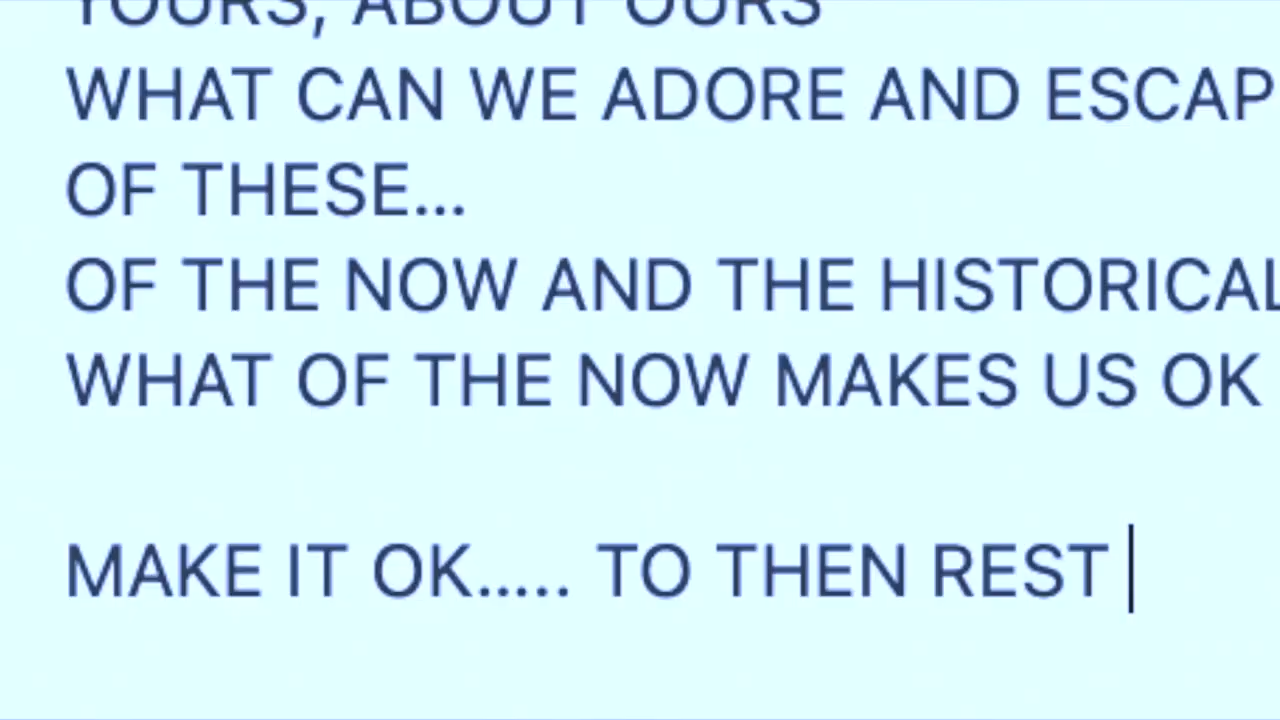 YOURS, ABOUT OURS
WHAT CAN WE ADORE AND ESCAP
OF THESE...
OF THE NOW AND THE HISTORICAL
WHAT OF THE NOW MAKES US OK
MAKE IT OK..... TO THEN REST